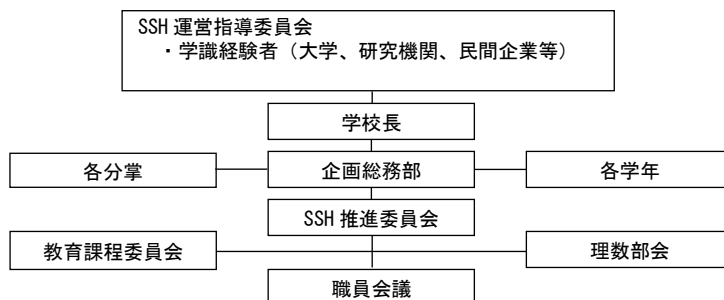 SSH 運営指導委員会
・学識経験者（大学、研究機関、民間企業等）
学校長
各分掌
企画総務部
各学年
SSH 推進委員会
教育課程委員会
理数部会
職員会議